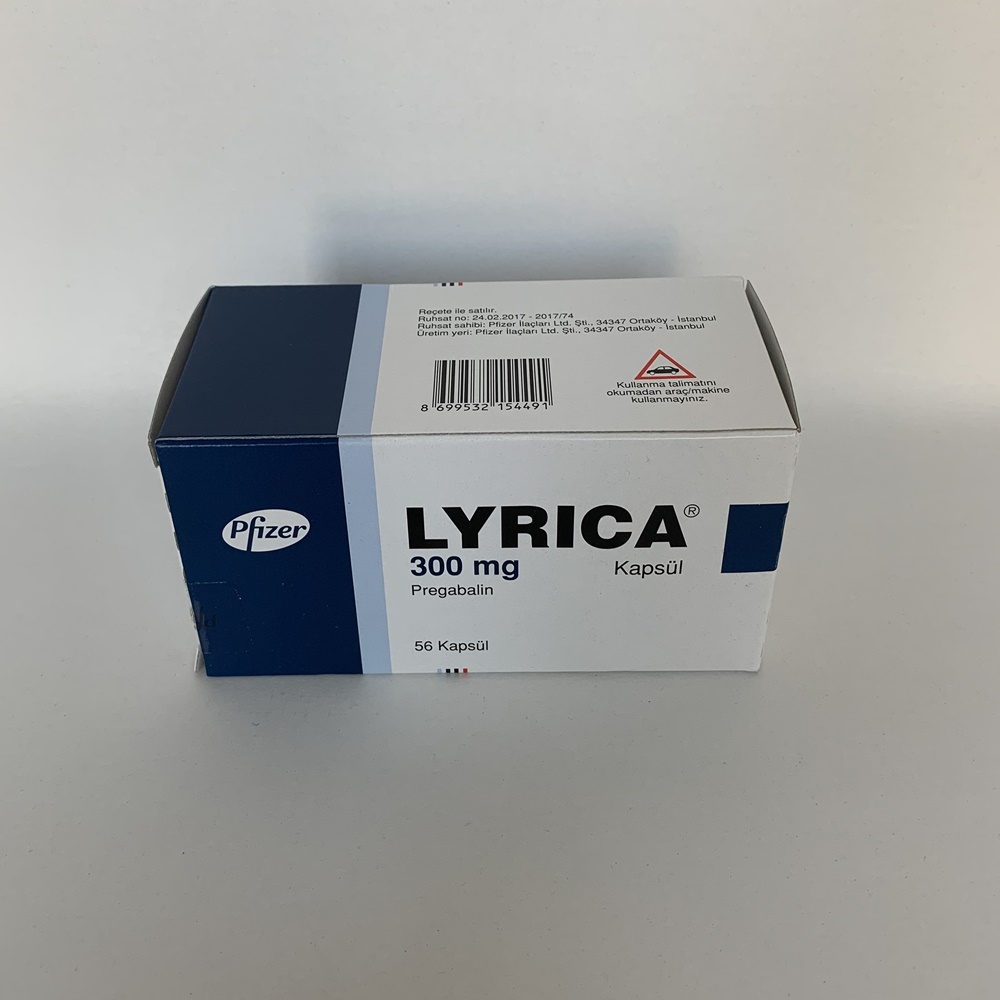 Reçete ile satılır.
Ruhsat no: 24.02.2017 - 2017/74
Ruhsat sahibi: Pfizer İlaçları Ltd. Şti., 34347 Ortaköy - İstanbul
Üretim yeri: Pfizer İlaçları Ltd. Şti., 34347 Ortaköy - İstanbul
8 699532 154491
Kullanma talimatını
okumadan araç/makine
kullanmayınız.
Pfizer
LYRICA®
300 mg Kapsül
Pregabalin
56 Kapsül